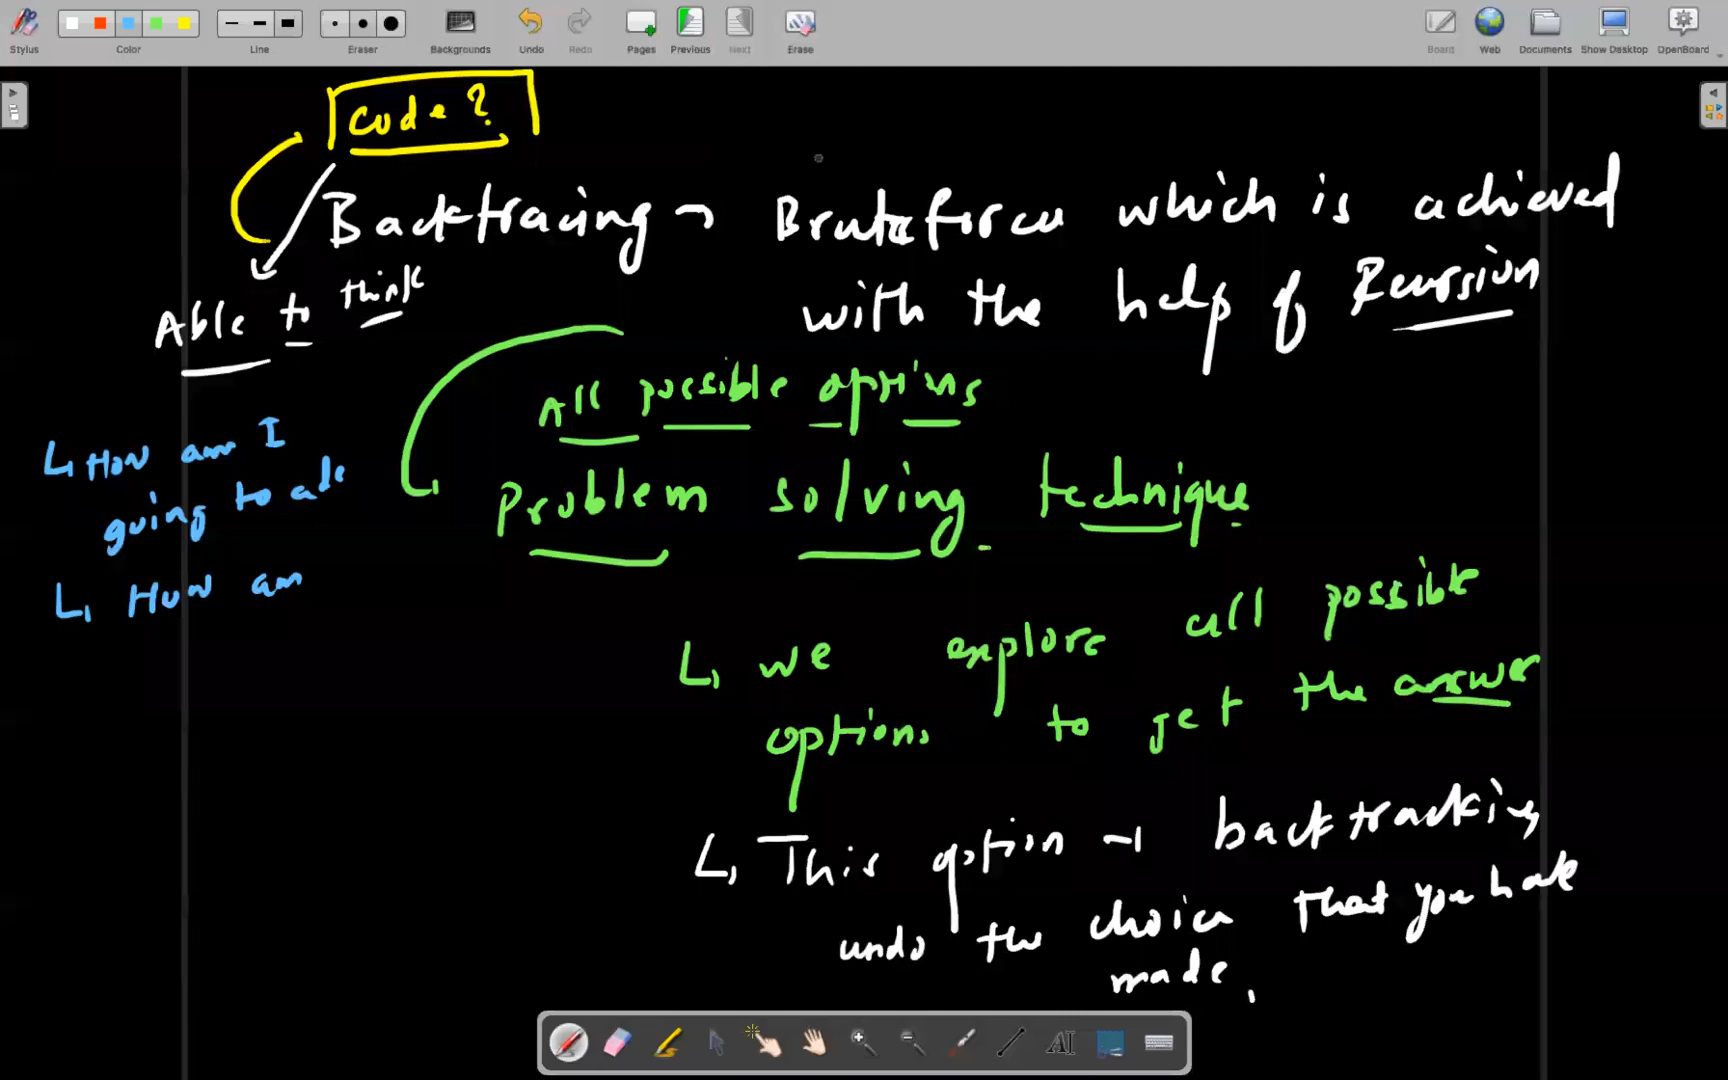 Stylus
Color
Line
Eraser
Backgrounds
Undo
Redo
Pages
Previous
Next
Erase
Board
Web
Documents
Show Desktop
OpenBoard
Code?
Backtracing → Bruteforce which is achieved
with the help of Recursion
Able to think
All possible options
Problem solving technique
↳ How am I
going to
↳ How am
↳ we explore all possible
options to get the answer
↳ This option → backtracking
undo the choice that you have
made.
AI